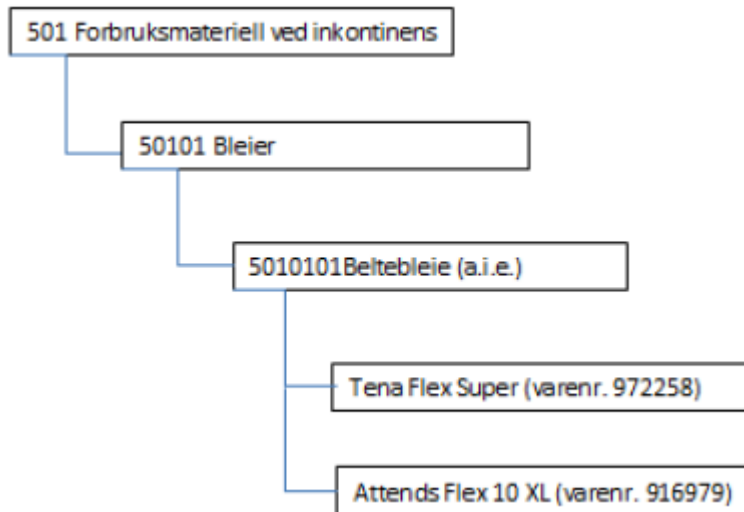 501 Forbruksmateriell ved inkontinens
50101 Bleier
5010101Beltebleie (a.i.e.)
Tena Flex Super (varenr. 972258)
Attends Flex 10 XL (varenr. 916979)